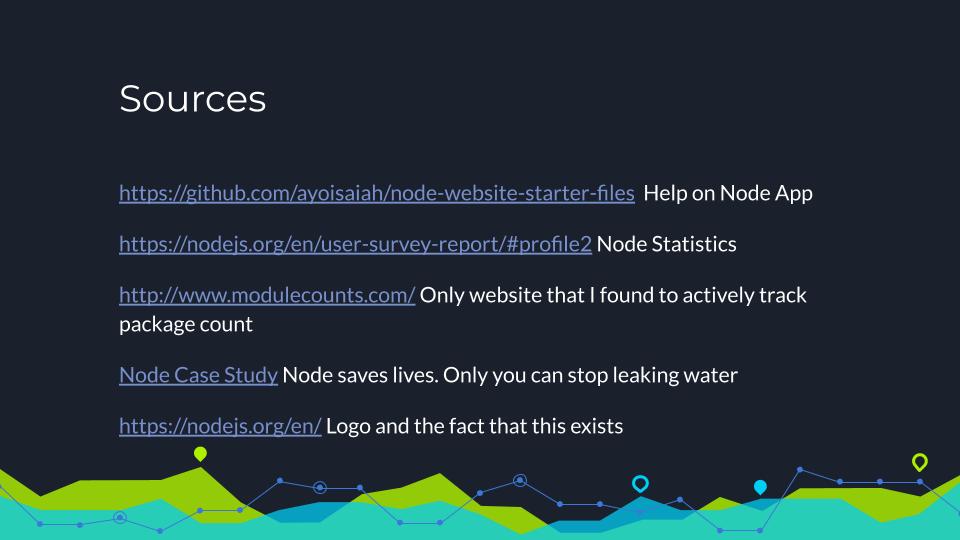 Sources
https://github.com/ayoisaiah/node-website-starter-files Help on Node App
https://nodejs.org/en/user-survey-report/#profile2 Node Statistics
http://www.modulecounts.com/ Only website that I found to actively track
package count
Node Case Study Node saves lives. Only you can stop leaking water
https://nodejs.org/en/ Logo and the fact that this exists